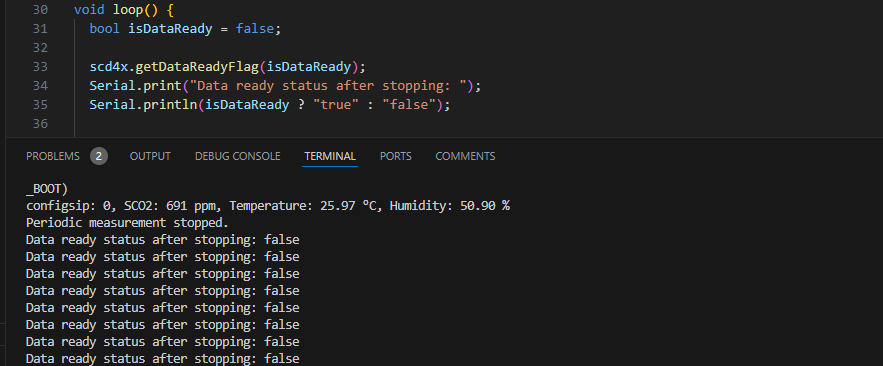 30 void loop() {
31   bool isDataReady = false;
32
33   scd4x.getDataReadyFlag(isDataReady);
34   Serial.print("Data ready status after stopping: ");
35   Serial.println(isDataReady ? "true" : "false");
36
PROBLEMS 2 OUTPUT DEBUG CONSOLE TERMINAL PORTS COMMENTS
_BOOT)
configsip: 0, SCO2: 691 ppm, Temperature: 25.97 ºC, Humidity: 50.90 %
Periodic measurement stopped.
Data ready status after stopping: false
Data ready status after stopping: false
Data ready status after stopping: false
Data ready status after stopping: false
Data ready status after stopping: false
Data ready status after stopping: false
Data ready status after stopping: false
Data ready status after stopping: false